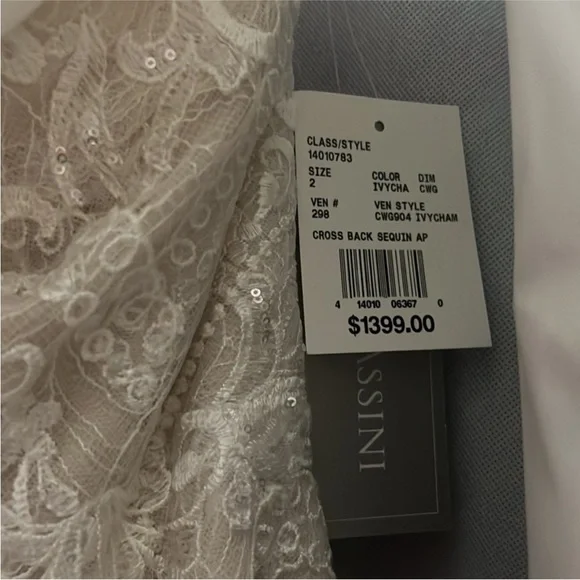 CLASS/STYLE
14010783
SIZE COLOR DIM
2 IVYCHA CWG
VEN # VEN STYLE
298 CWG904 IVYCHAM
CROSS BACK SEQUIN AP
4 14010 06367 0
$1399.00
ASSINI